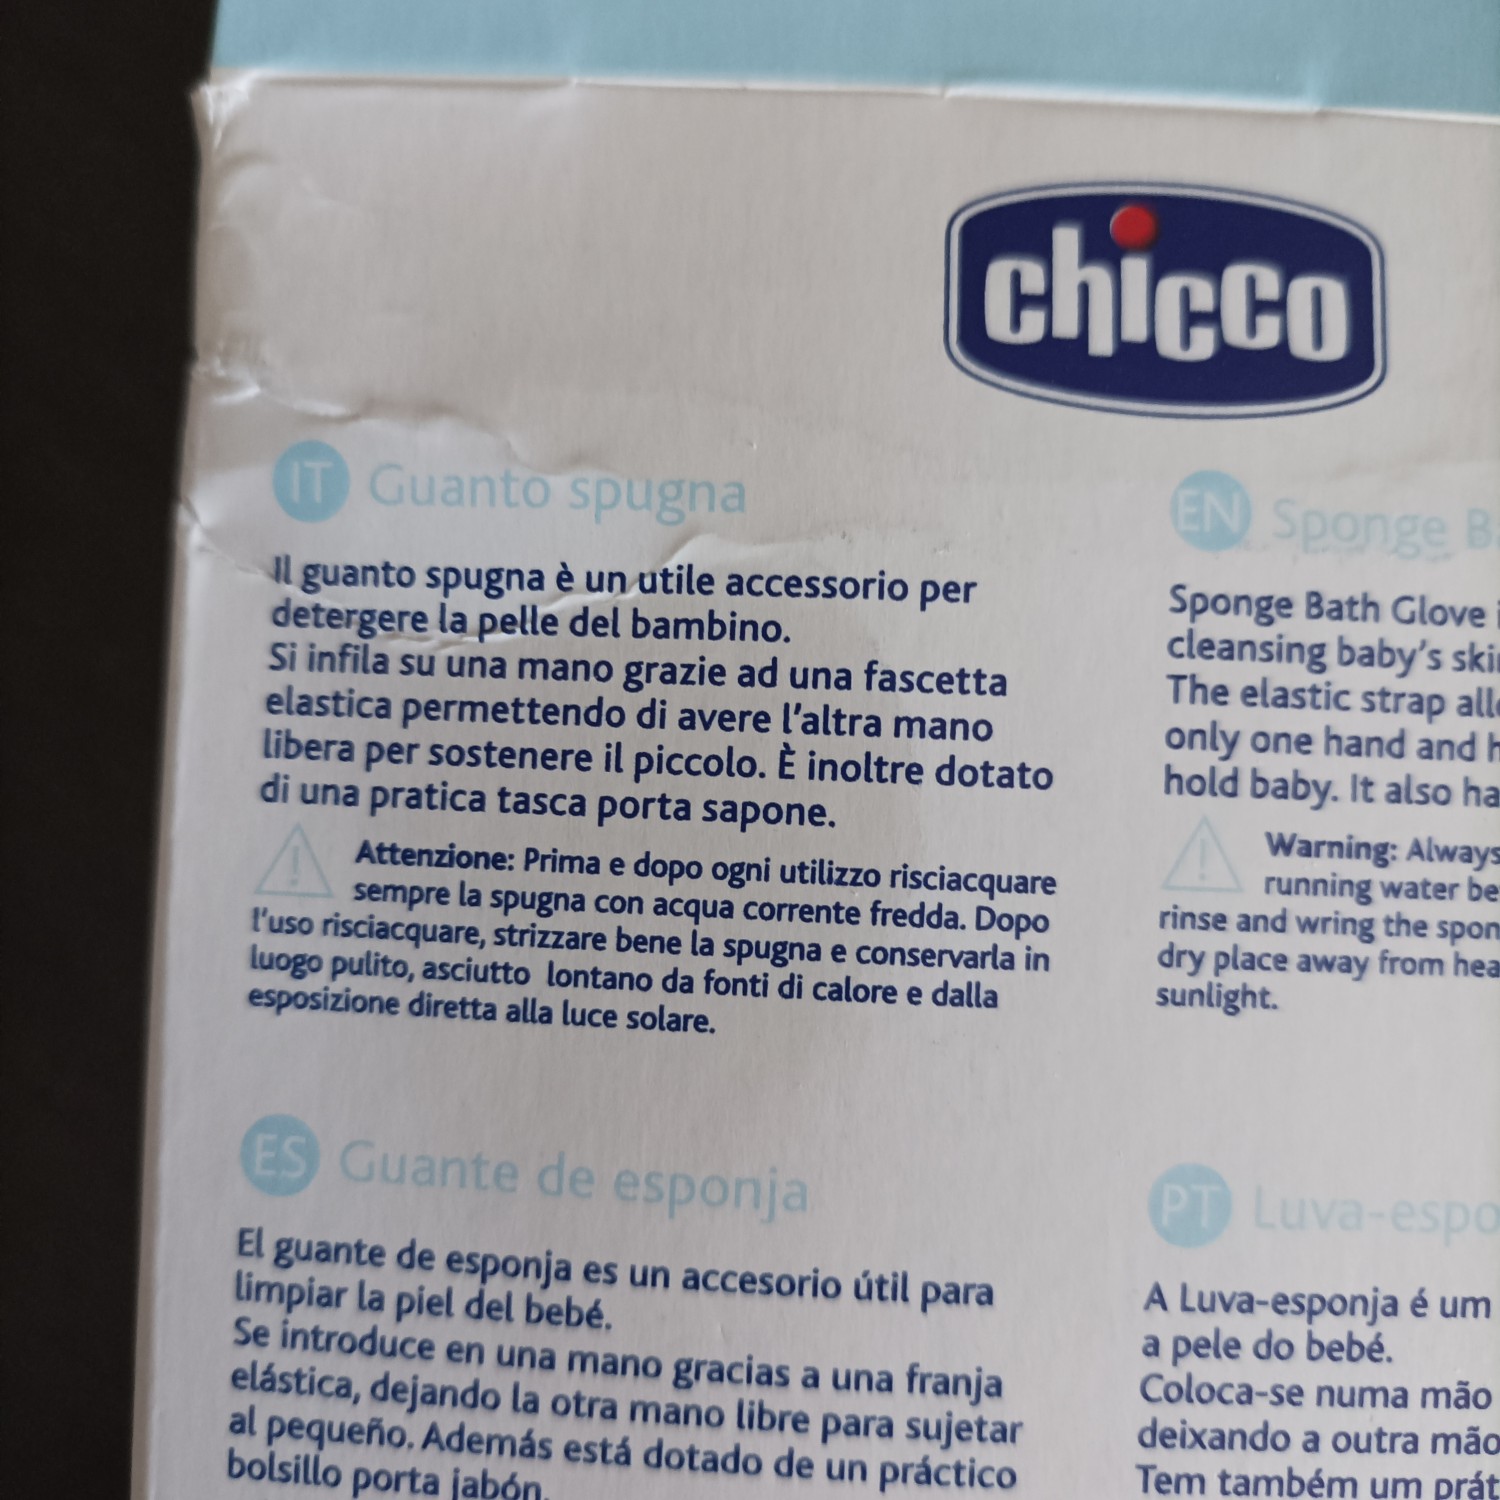 chicco
IT Guanto spugna
Il guanto spugna è un utile accessorio per
detergere la pelle del bambino.
Si infila su una mano grazie ad una fascetta
elastica permettendo di avere l'altra mano
libera per sostenere il piccolo. È inoltre dotato
di una pratica tasca porta sapone.
Attenzione: Prima e dopo ogni utilizzo risciacquare
sempre la spugna con acqua corrente fredda. Dopo
l'uso risciacquare, strizzare bene la spugna e conservarla in
luogo pulito, asciutto lontano da fonti di calore e dalla
esposizione diretta alla luce solare.
EN Sponge
Sponge Bath Glove
cleansing baby's
The elastic strap
only one hand and
hold baby. It also
Warning: Always
running water
rinse and wring the
dry place away from
sunlight.
ES Guante de esponja
El guante de esponja es un accesorio útil para
limpiar la piel del bebé.
Se introduce en una mano gracias a una franja
elástica, dejando la otra mano libre para sujetar
al pequeño. Además está dotado de un práctico
bolsillo porta jabón.
PT
A Luva-esponja é um
a pele do bebé.
Coloca-se numa mão
deixando a outra mão
Tem também um